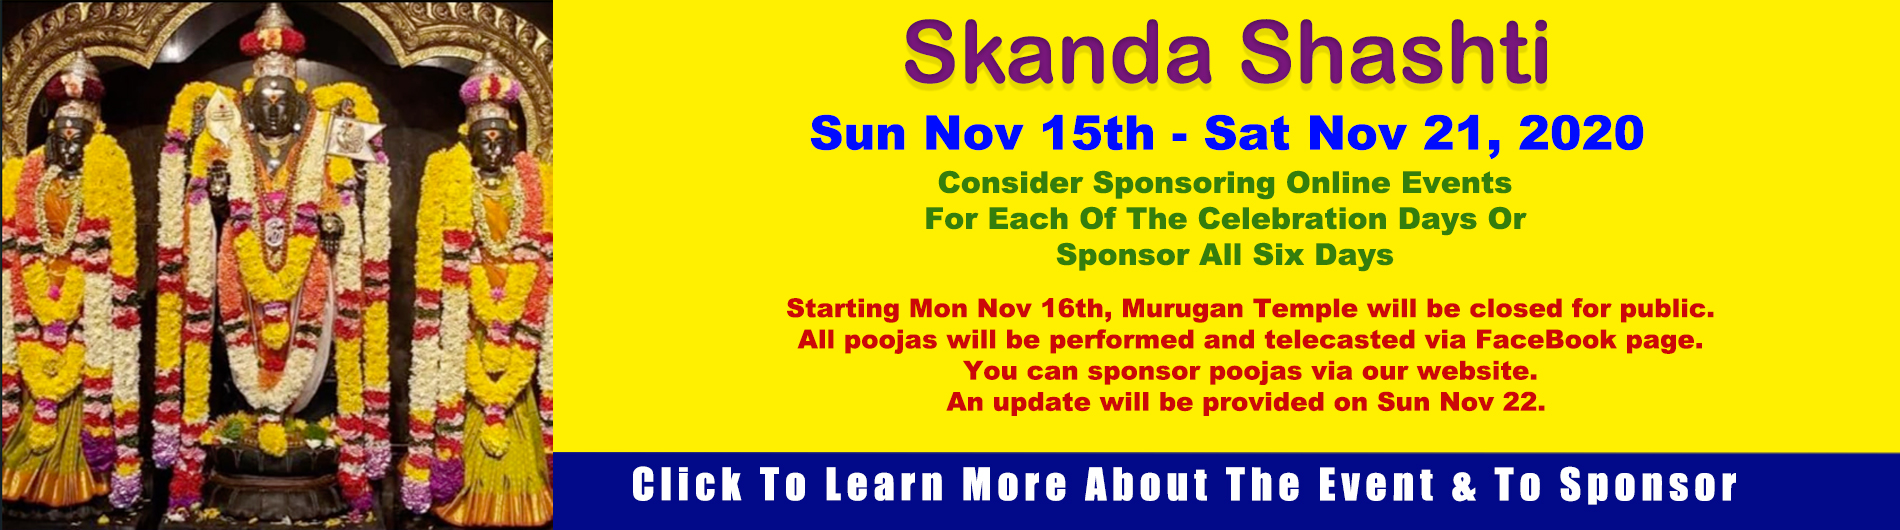 Skanda Shashti
Sun Nov 15th - Sat Nov 21, 2020
Consider Sponsoring Online Events
For Each Of The Celebration Days Or
Sponsor All Six Days
Starting Mon Nov 16th, Murugan Temple will be closed for public.
All poojas will be performed and telecasted via FaceBook page.
You can sponsor poojas via our website.
An update will be provided on Sun Nov 22.
Click To Learn More About The Event & To Sponsor